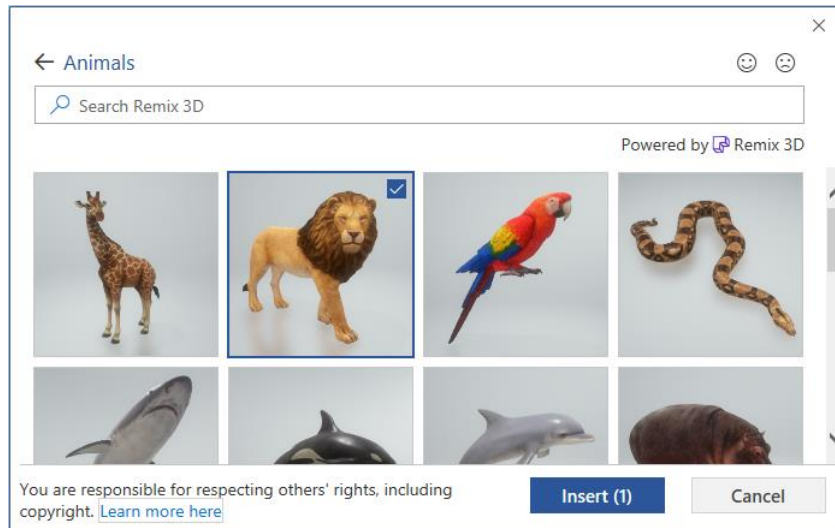 Animals
Search Remix 3D
Powered by Remix 3D
You are responsible for respecting others' rights, including
copyright. Learn more here
Insert (1)
Cancel